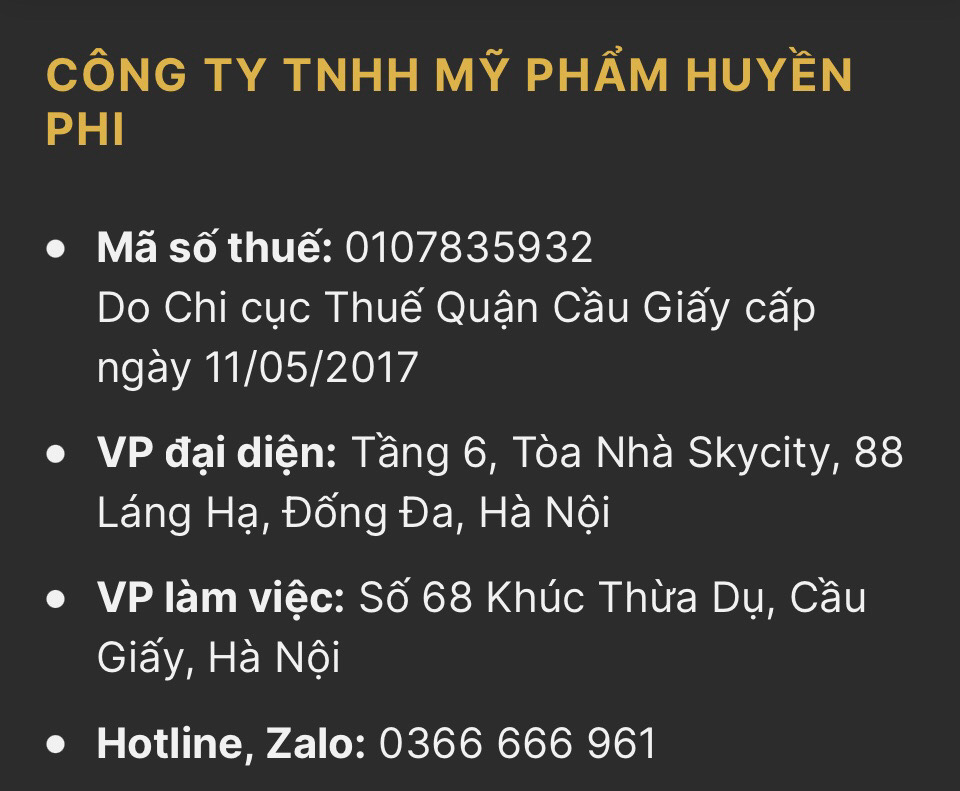 CÔNG TY TNHH MỸ PHẨM HUYỀN
PHI
Mã số thuế: 0107835932
Do Chi cục Thuế Quận Cầu Giấy cấp
ngày 11/05/2017
VP đại diện: Tầng 6, Tòa Nhà Skycity, 88
Láng Hạ, Đống Đa, Hà Nội
VP làm việc: Số 68 Khúc Thừa Dụ, Cầu
Giấy, Hà Nội
Hotline, Zalo: 0366 666 961